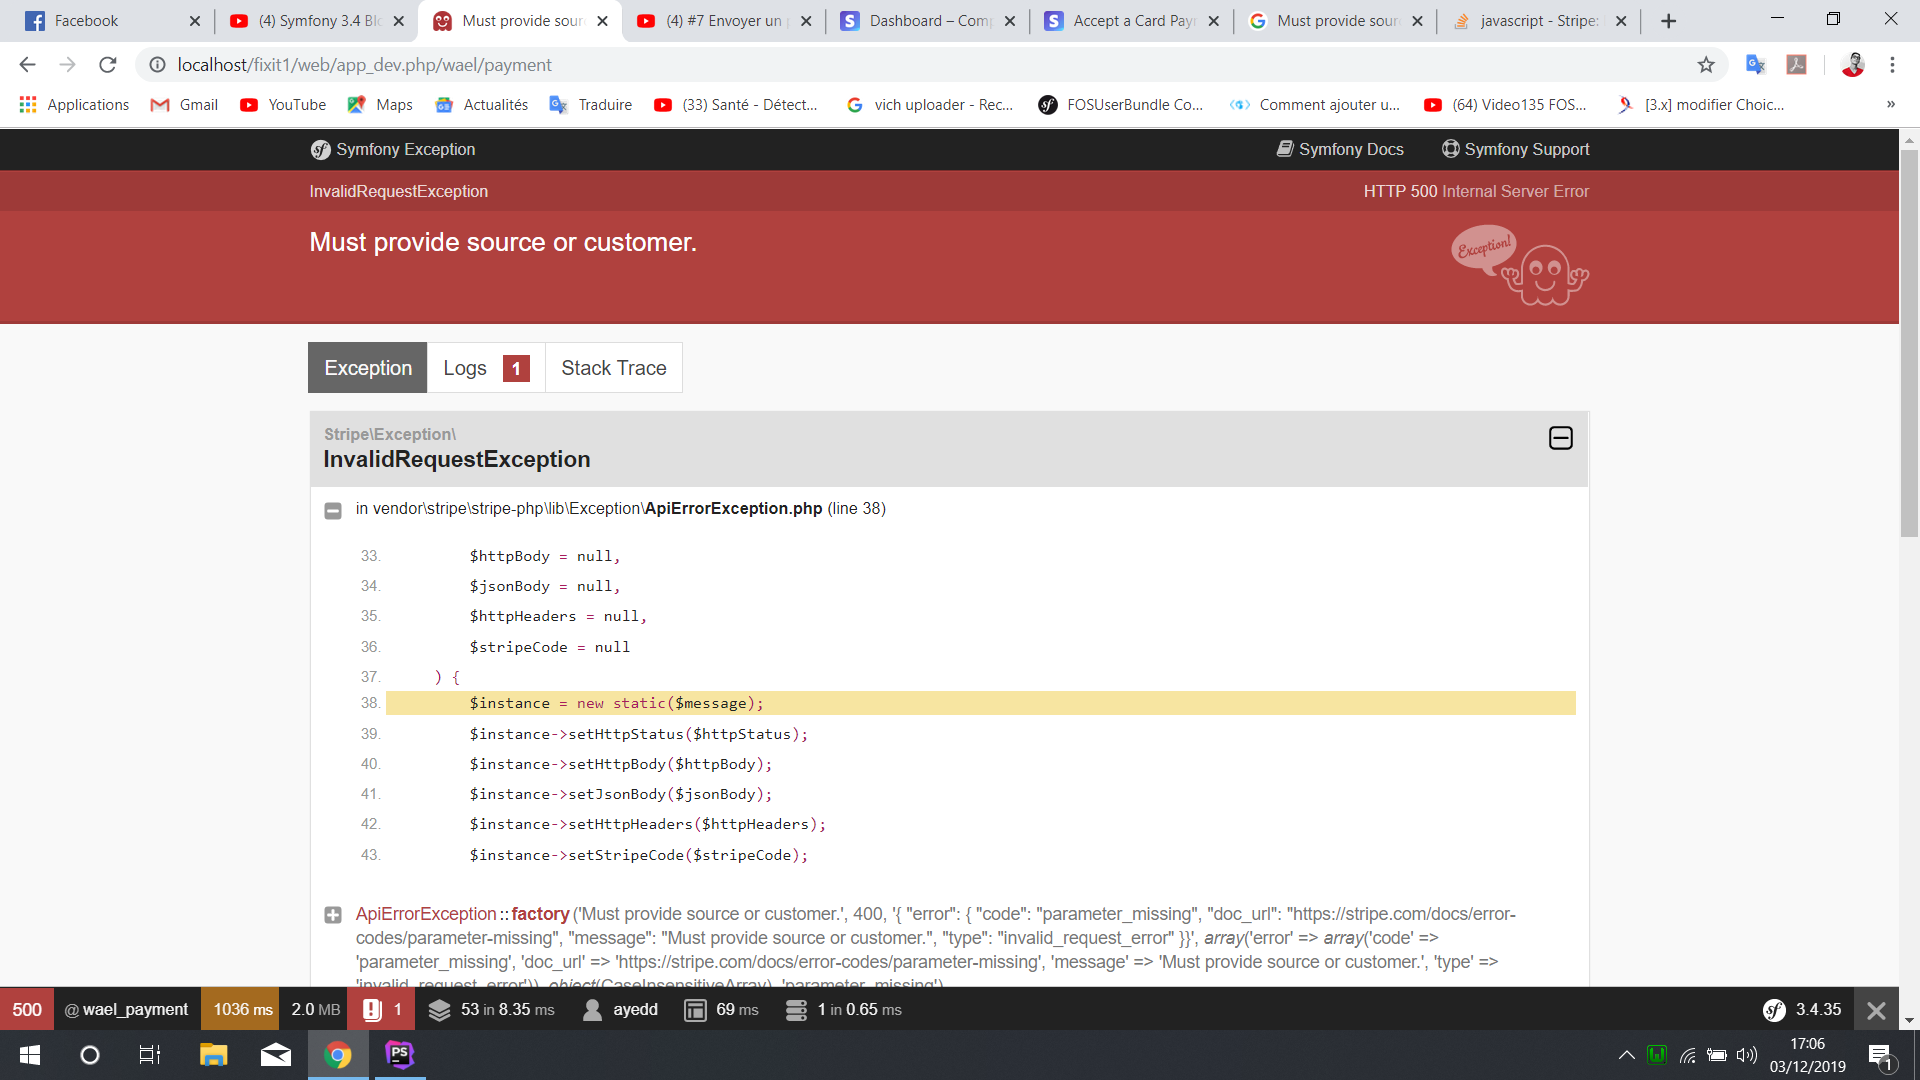 Facebook
(4) Symfony 3.4 Blo
Must provide sour
(4) #7 Envoyer un
Dashboard – Comp
Accept a Card Payr
Must provide sour
javascript - Stripe:
localhost/fixit1/web/app_dev.php/wael/payment
Applications
Gmail
YouTube
Maps
Actualités
Traduire
(33) Santé - Détect...
vich uploader - Rec...
FOSUserBundle Co...
Comment ajouter u...
(64) Video135 FOS...
[3.x] modifier Choic...
»
Symfony Exception
Symfony Docs
Symfony Support
InvalidRequestException
HTTP 500 Internal Server Error
Must provide source or customer.
Exception!
Exception
Logs 1
Stack Trace
Stripe\Exception\
InvalidRequestException
in vendor\stripe\stripe-php\lib\Exception\ApiErrorException.php (line 38)
33. $httpBody = null,
34. $jsonBody = null,
35. $httpHeaders = null,
36. $stripeCode = null
37. ) {
38. $instance = new static($message);
39. $instance->setHttpStatus($httpStatus);
40. $instance->setHttpBody($httpBody);
41. $instance->setJsonBody($jsonBody);
42. $instance->setHttpHeaders($httpHeaders);
43. $instance->setStripeCode($stripeCode);
ApiErrorException::factory('Must provide source or customer.', 400, '{ "error": { "code": "parameter_missing", "doc_url": "https://stripe.com/docs/error-
codes/parameter-missing", "message": "Must provide source or customer.", "type": "invalid_request_error" }}', array('error' => array('code' =>
'parameter_missing', 'doc_url' => 'https://stripe.com/docs/error-codes/parameter-missing', 'message' => 'Must provide source or customer.', 'type' =>
'invalid_request_error')), object(CaseInsensitiveArray), 'parameter_missing')
500
@ wael_payment
1036 ms
2.0 MB
1
53 in 8.35 ms
ayedd
69 ms
1 in 0.65 ms
3.4.35
PS
17:06
03/12/2019
1